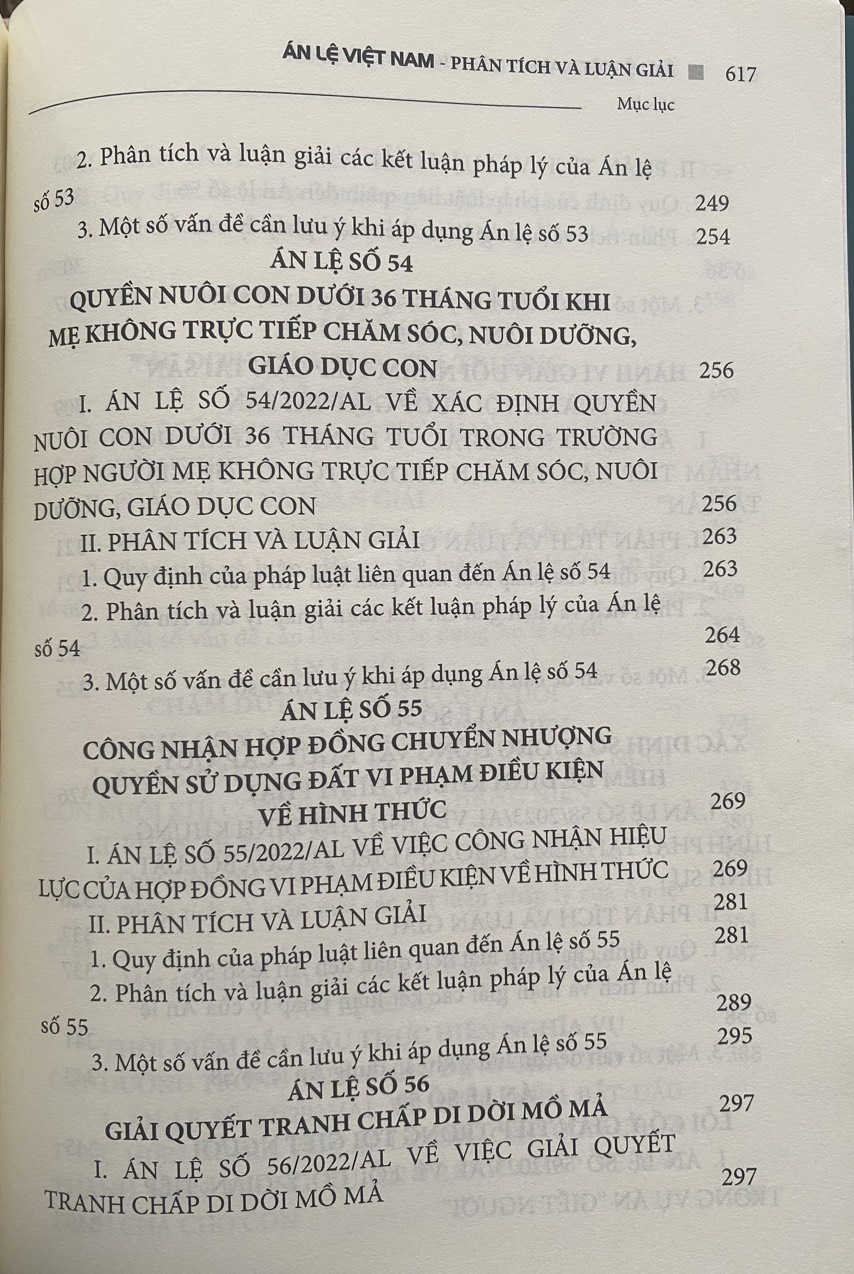 ÁN LỆ VIỆT NAM - PHÂN TÍCH VÀ LUẬN GIẢI ■ 617
Mục lục
2. Phân tích và luận giải các kết luận pháp lý của Án lệ
số 53 249
3. Một số vấn đề cần lưu ý khi áp dụng Án lệ số 53 254
ÁN LỆ SỐ 54
QUYỀN NUÔI CON DƯỚI 36 THÁNG TUỔI KHI
MẸ KHÔNG TRỰC TIẾP CHĂM SÓC, NUÔI DƯỠNG,
GIÁO DỤC CON 256
I. ÁN LỆ SỐ 54/2022/AL VỀ XÁC ĐỊNH QUYỀN
NUÔI CON DƯỚI 36 THÁNG TUỔI TRONG TRƯỜNG
HỢP NGƯỜI MẸ KHÔNG TRỰC TIẾP CHĂM SÓC, NUÔI
DƯỠNG, GIÁO DỤC CON 256
II. PHÂN TÍCH VÀ LUẬN GIẢI 263
1. Quy định của pháp luật liên quan đến Án lệ số 54 263
2. Phân tích và luận giải các kết luận pháp lý của Án lệ
số 54 264
3. Một số vấn đề cần lưu ý khi áp dụng Án lệ số 54 268
ÁN LỆ SỐ 55
CÔNG NHẬN HỢP ĐỒNG CHUYỂN NHƯỢNG
QUYỀN SỬ DỤNG ĐẤT VI PHẠM ĐIỀU KIỆN
VỀ HÌNH THỨC 269
I. ÁN LỆ SỐ 55/2022/AL VỀ VIỆC CÔNG NHẬN HIỆU
LỰC CỦA HỢP ĐỒNG VI PHẠM ĐIỀU KIỆN VỀ HÌNH THỨC 269
II. PHÂN TÍCH VÀ LUẬN GIẢI 281
1. Quy định của pháp luật liên quan đến Án lệ số 55 281
2. Phân tích và luận giải các kết luận pháp lý của Án lệ
số 55 289
3. Một số vấn đề cần lưu ý khi áp dụng Án lệ số 55 295
ÁN LỆ SỐ 56
GIẢI QUYẾT TRANH CHẤP DI DỜI MỒ MẢ 297
I. ÁN LỆ SỐ 56/2022/AL VỀ VIỆC GIẢI QUYẾT
TRANH CHẤP DI DỜI MỒ MẢ 297